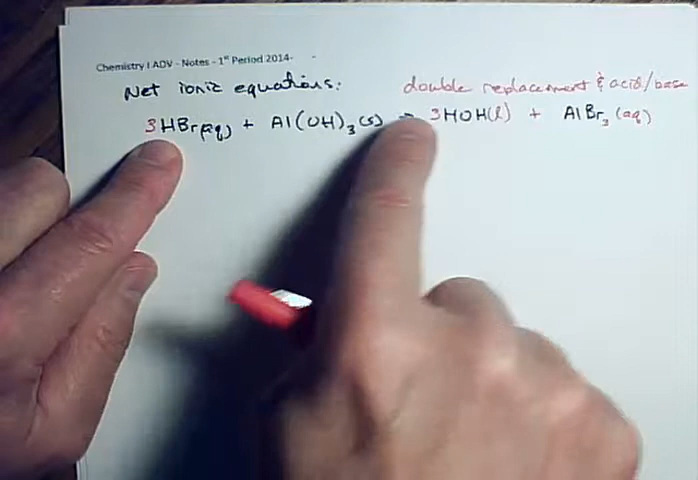 Chemistry I ADV - Notes - 1st Period 2014-
Net ionic equations: double replacement & acid/base
3HBr(aq) + Al(OH)₃(s) → 3HOH(l) + AlBr₃(aq)